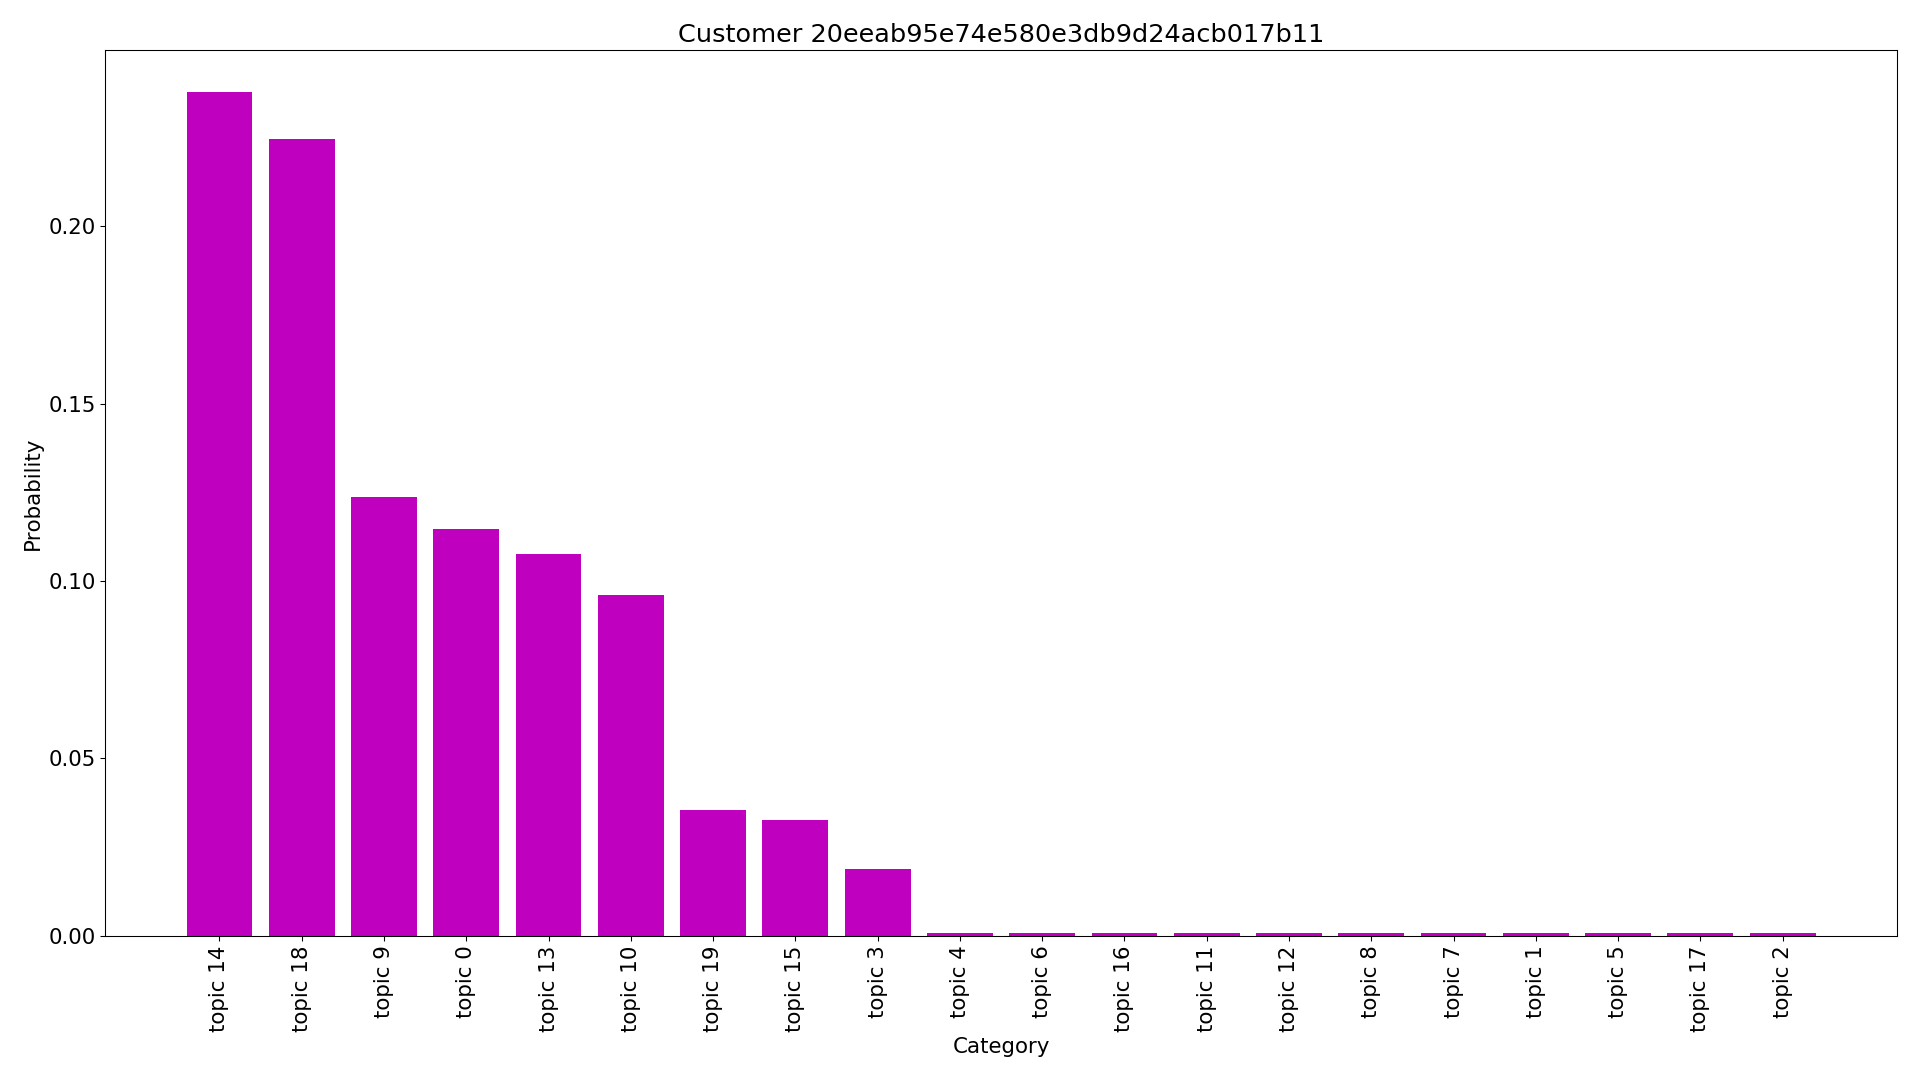 Customer 20eeab95e74e580e3db9d24acb017b11
Probability
0.20
0.15
0.10
0.05
0.00
topic 14
topic 18
topic 9
topic 0
topic 13
topic 10
topic 19
topic 15
topic 3
topic 4
topic 6
topic 16
topic 11
topic 12
topic 8
topic 7
topic 1
topic 5
topic 17
topic 2
Category